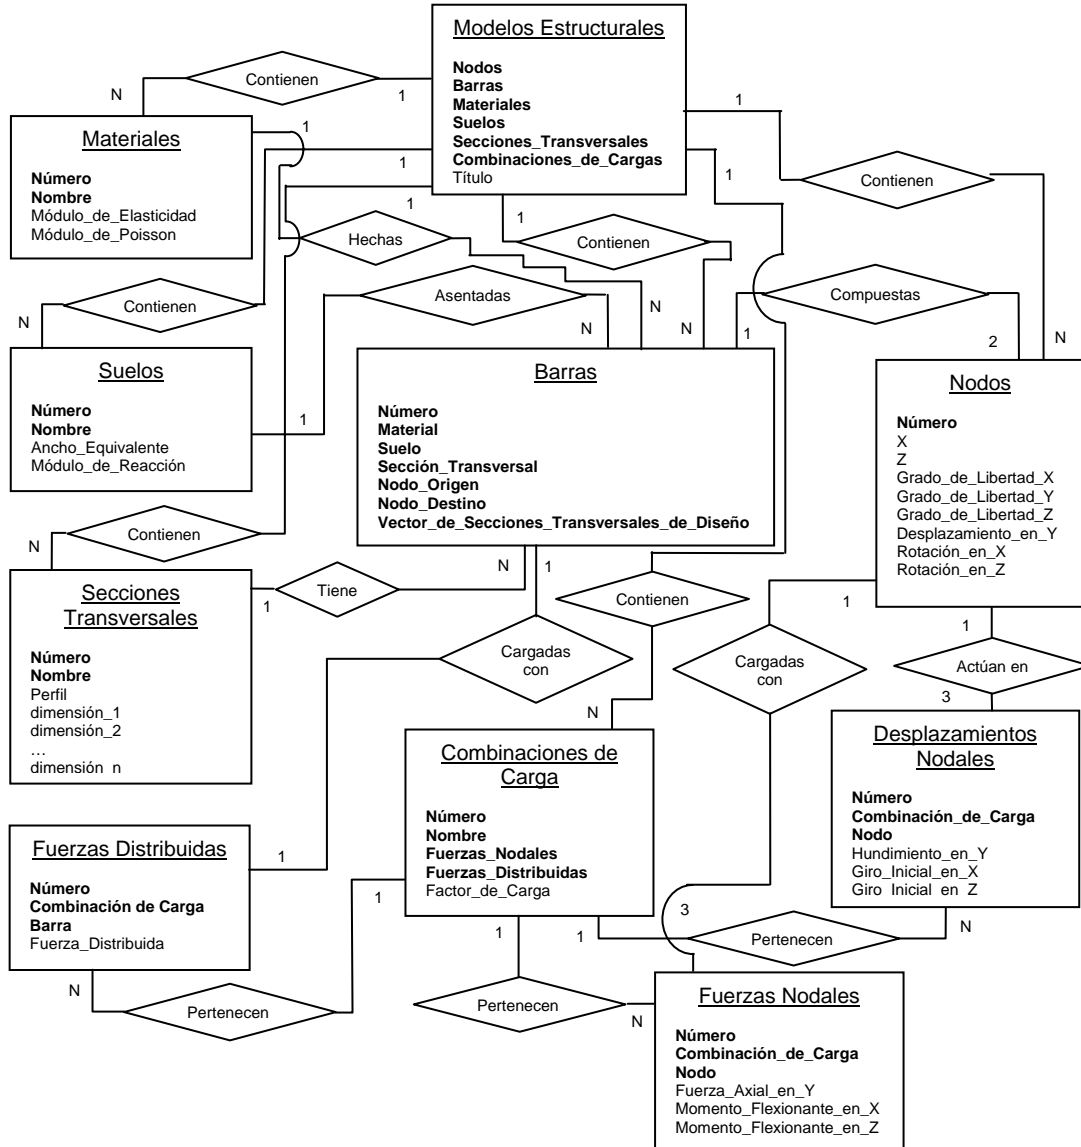 Modelos Estructurales
Nodos
Barras
Materiales
Suelos
Secciones_Transversales
Combinaciones_de_Cargas
Título
1
Contienen
N
1
1
Contienen
N
Materiales
Número
Nombre
Módulo_de_Elasticidad
Módulo_de_Poisson
1
1
1
1
1
1
Hechas
Contienen
Contienen
N
Asentadas
N
N
N
Compuestas
1
2
N
Suelos
Número
Nombre
Ancho_Equivalente
Módulo_de_Reacción
1
Barras
Número
Material
Suelo
Sección_Transversal
Nodo_Origen
Nodo_Destino
Vector_de_Secciones_Transversales_de_Diseño
Nodos
Número
X
Z
Grado_de_Libertad_X
Grado_de_Libertad_Y
Grado_de_Libertad_Z
Desplazamiento_en_Y
Rotación_en_X
Rotación_en_Z
Contienen
N
N
1
Secciones
Transversales
Número
Nombre
Perfil
dimensión_1
dimensión_2
…
dimensión_n
1
Tiene
Contienen
N
Cargadas
con
1
Cargadas
con
1
Actúan en
3
Combinaciones de
Carga
Número
Nombre
Fuerzas_Nodales
Fuerzas_Distribuidas
Factor_de_Carga
Desplazamientos
Nodales
Número
Combinación_de_Carga
Nodo
Hundimiento_en_Y
Giro_Inicial_en_X
Giro_Inicial_en_Z
Fuerzas Distribuidas
Número
Combinación de Carga
Barra
Fuerza_Distribuida
1
1
3
1
1
Pertenecen
N
N
Pertenecen
Pertenecen
N
Fuerzas Nodales
Número
Combinación_de_Carga
Nodo
Fuerza_Axial_en_Y
Momento_Flexionante_en_X
Momento_Flexionante_en_Z